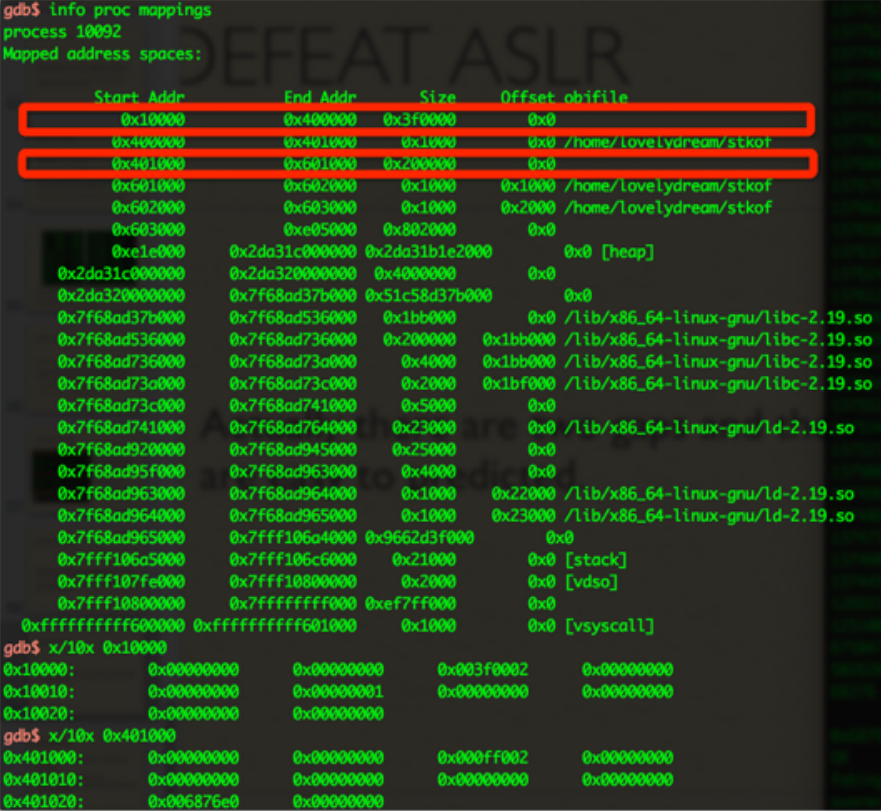 gdb$ info proc mappings
process 10092
Mapped address spaces:
DEFEAT ASLR
Start Addr End Addr Size Offset objfile
0x10000 0x400000 0x3f0000 0x0
0x400000 0x401000 0x1000 0x0 /home/lovelydream/stkof
0x401000 0x601000 0x200000 0x0
0x601000 0x602000 0x1000 0x1000 /home/lovelydream/stkof
0x602000 0x603000 0x1000 0x2000 /home/lovelydream/stkof
0x603000 0xe05000 0x802000 0x0
0xe1e000 0x2da31c000000 0x2da31b1e2000 0x0 [heap]
0x2da31c000000 0x2da320000000 0x4000000 0x0
0x2da320000000 0x7f68ad37b000 0x51c58d37b000 0x0
0x7f68ad37b000 0x7f68ad536000 0x1bb000 0x0 /lib/x86_64-linux-gnu/libc-2.19.so
0x7f68ad536000 0x7f68ad736000 0x200000 0x1bb000 /lib/x86_64-linux-gnu/libc-2.19.so
0x7f68ad736000 0x7f68ad73a000 0x4000 0x1bb000 /lib/x86_64-linux-gnu/libc-2.19.so
0x7f68ad73a000 0x7f68ad73c000 0x2000 0x1bf000 /lib/x86_64-linux-gnu/libc-2.19.so
0x7f68ad73c000 0x7f68ad741000 0x5000 0x0
0x7f68ad741000 0x7f68ad764000 0x23000 0x0 /lib/x86_64-linux-gnu/ld-2.19.so
0x7f68ad920000 0x7f68ad945000 0x25000 0x0
0x7f68ad95f000 0x7f68ad963000 0x4000 0x0
0x7f68ad963000 0x7f68ad964000 0x1000 0x22000 /lib/x86_64-linux-gnu/ld-2.19.so
0x7f68ad964000 0x7f68ad965000 0x1000 0x23000 /lib/x86_64-linux-gnu/ld-2.19.so
0x7f68ad965000 0x7fff106a4000 0x9662d3f000 0x0
0x7fff106a5000 0x7fff106c6000 0x21000 0x0 [stack]
0x7fff107fe000 0x7fff10800000 0x2000 0x0 [vdso]
0x7fff10800000 0x7ffffffff000 0xef7ff000 0x0
0xffffffffff600000 0xffffffffff601000 0x1000 0x0 [vsyscall]
gdb$ x/10x 0x10000
0x10000: 0x00000000 0x00000000 0x003f0002 0x00000000
0x10010: 0x00000000 0x00000001 0x00000000 0x00000000
0x10020: 0x00000000 0x00000000
gdb$ x/10x 0x401000
0x401000: 0x00000000 0x00000000 0x000ff002 0x00000000
0x401010: 0x00000000 0x00000000 0x00000000 0x00000000
0x401020: 0x006876e0 0x00000000